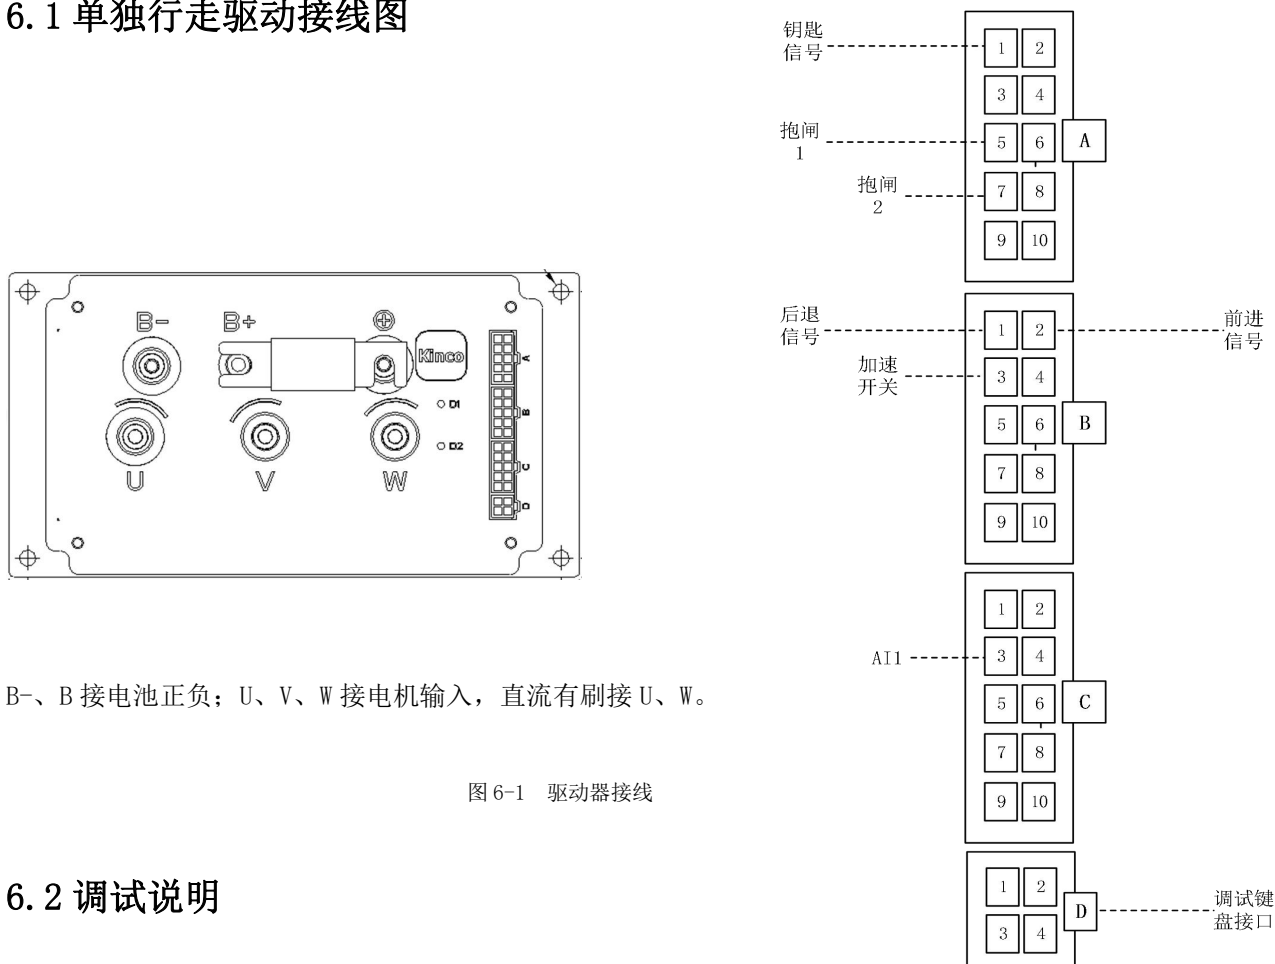 6.1 单独行走驱动接线图
B-
B+
Kinco
A
B
C
D
D1
D2
U
V
W
B-、B 接电池正负；U、V、W 接电机输入，直流有刷接 U、W。
图 6-1 驱动器接线
6.2 调试说明
钥匙
信号
1 2
3 4
抱闸
1
5 6
A
抱闸
2
7 8
9 10
后退
信号
1 2
前进
信号
加速
开关
3 4
5 6
B
7 8
9 10
1 2
AI1
3 4
5 6
C
7 8
9 10
1 2
D
调试键
盘接口
3 4